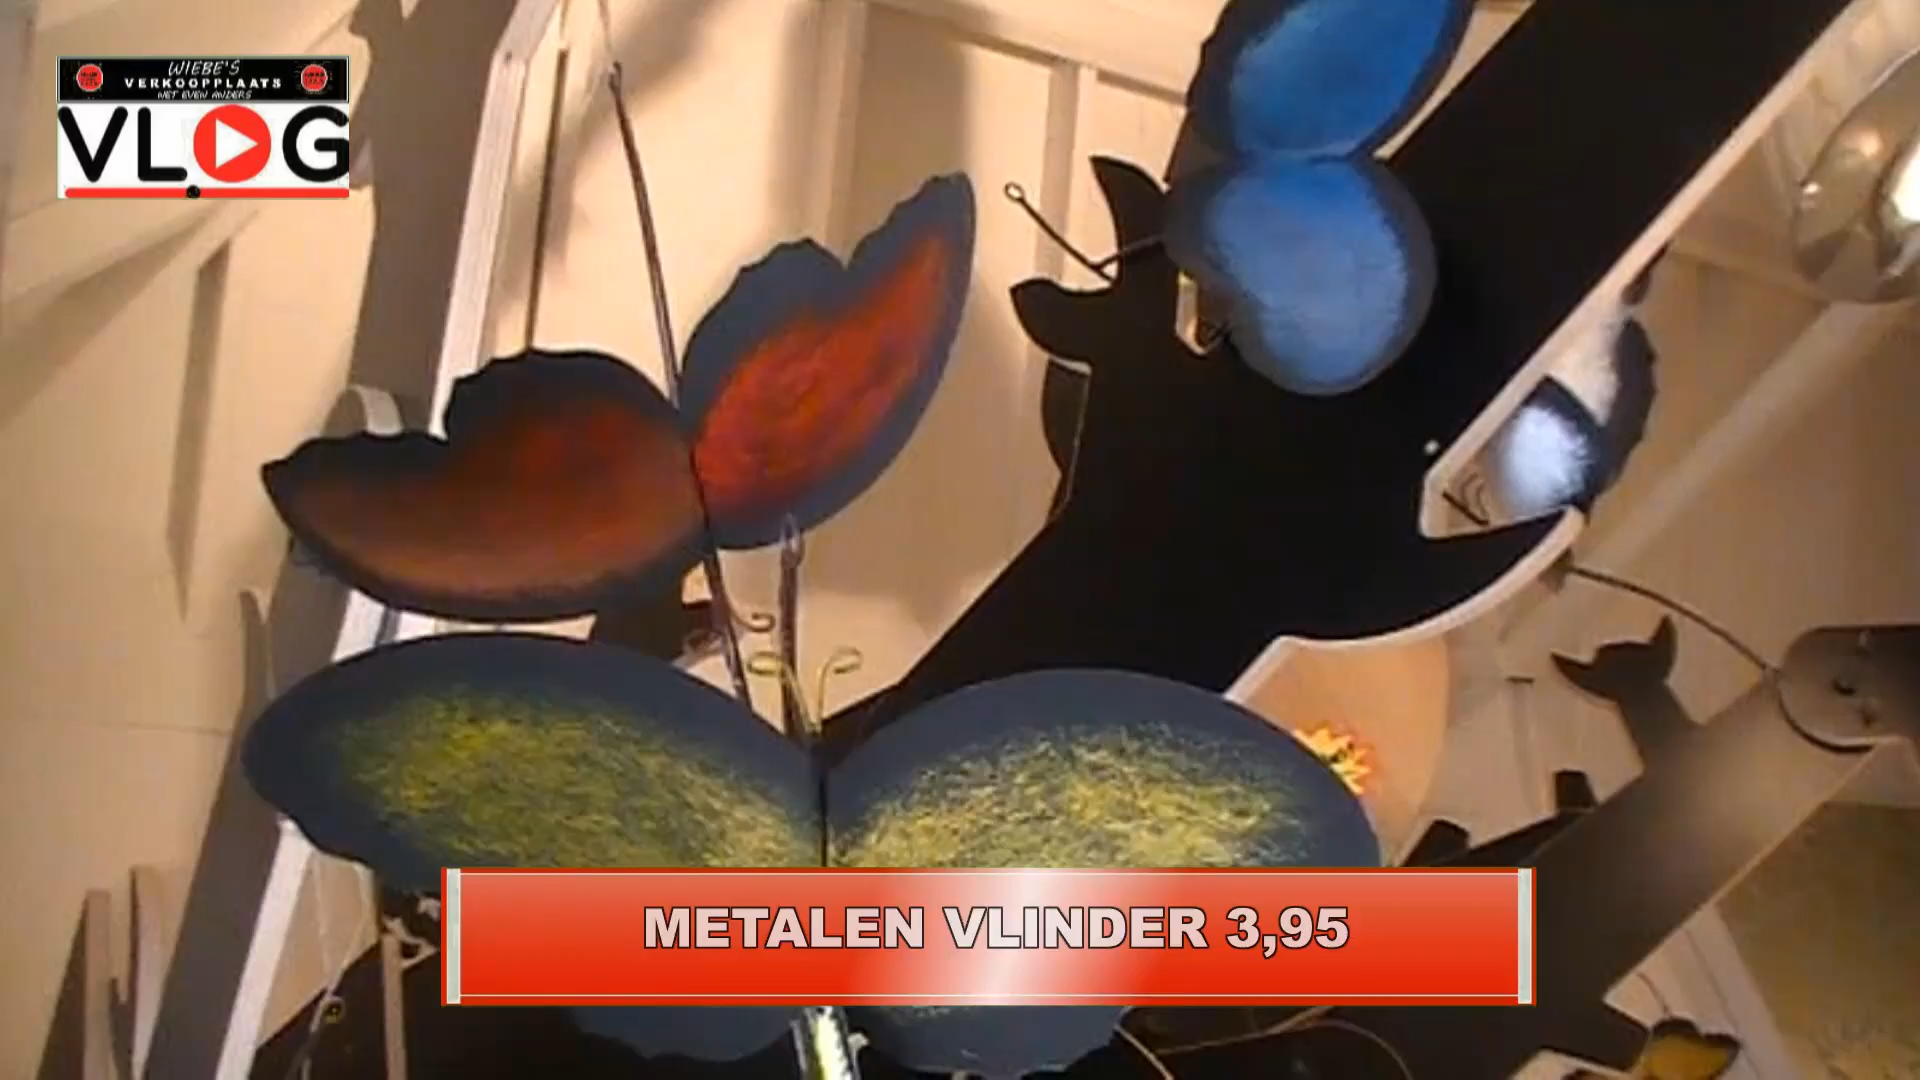 WIEBE'S
VERKOOPPLAATS
NET EVEN ANDERS
VLOG
METALEN VLINDER 3,95